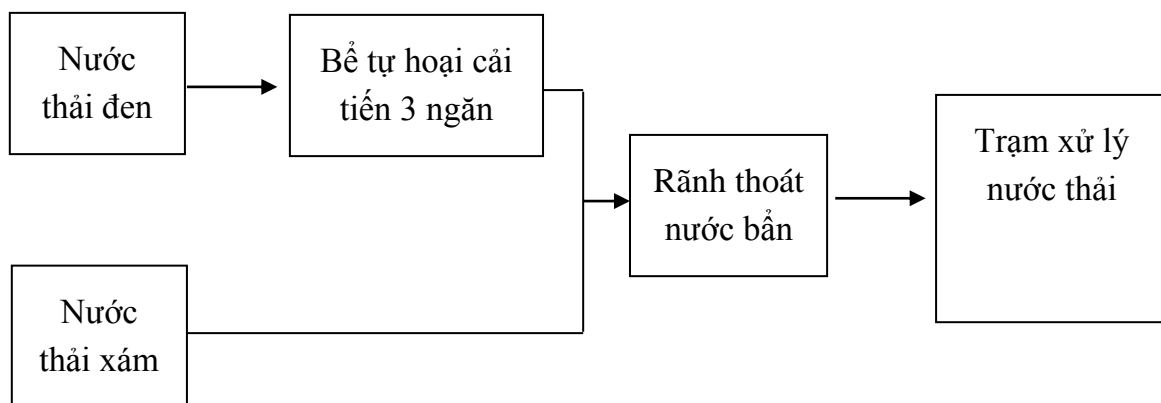 Nước
thải đen
Bể tự hoại cải
tiến 3 ngăn
Nước
thải xám
Rãnh thoát
nước bẩn
Trạm xử lý
nước thải